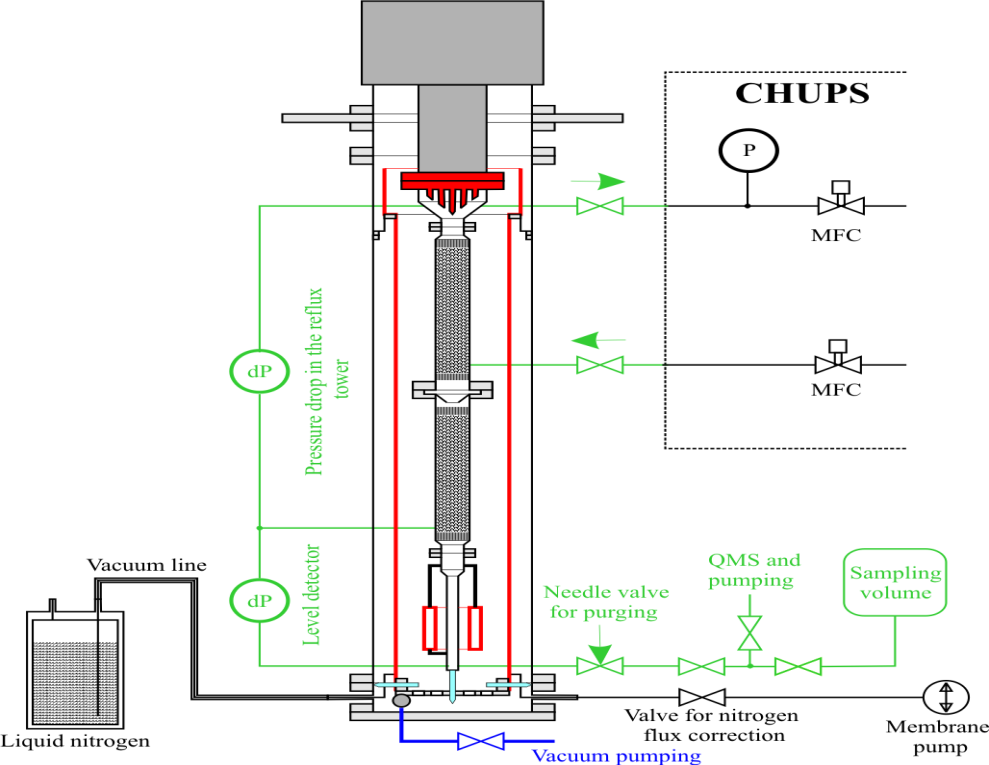 CHUPS
P
MFC
MFC
dP
Pressure drop in the reflux
tower
dP
Level detector
Vacuum line
Liquid nitrogen
Needle valve
for purging
QMS and
pumping
Sampling
volume
Valve for nitrogen
flux correction
Membrane
pump
Vacuum pumping